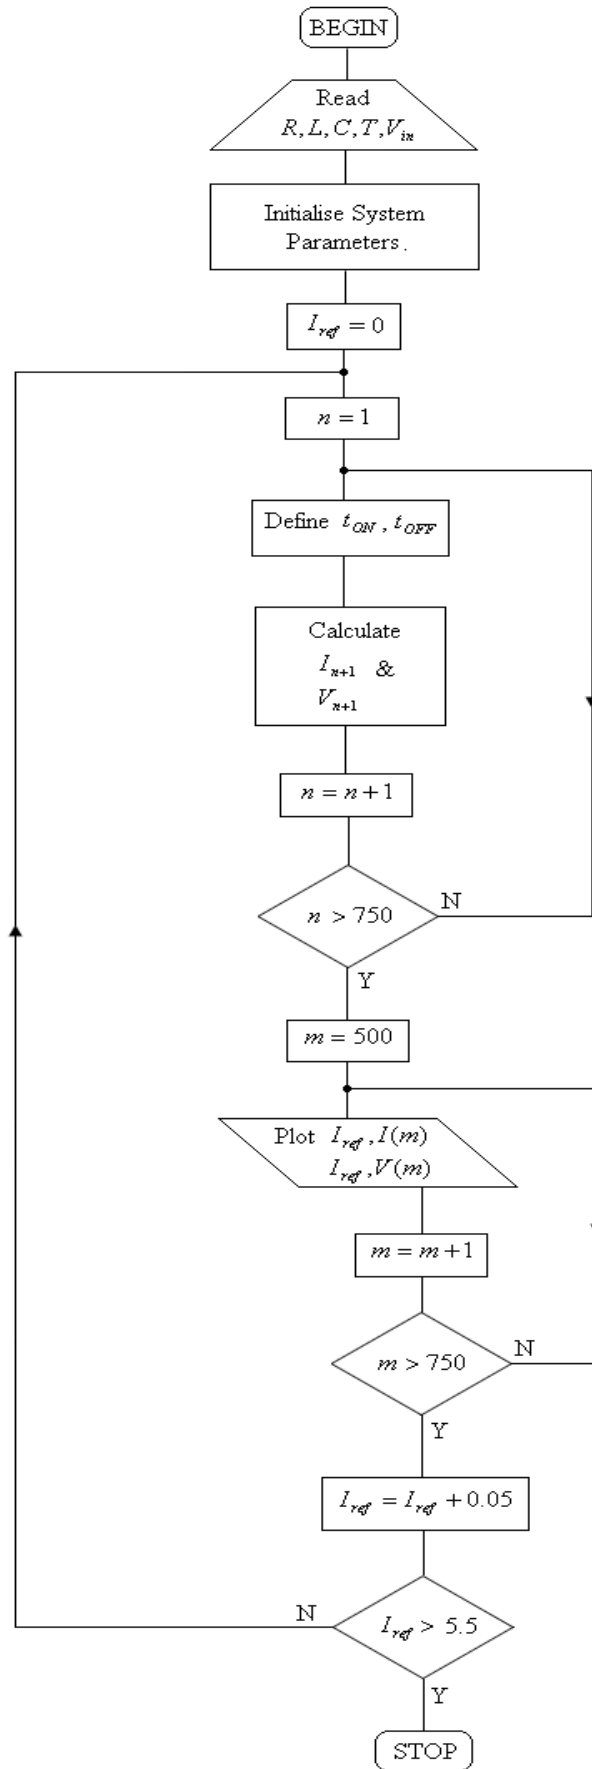 BEGIN
Read
R, L, C, T, V_in
Initialise System
Parameters.
I_ref = 0
n = 1
Define t_ON, t_OFF
Calculate
I_n+1 &
V_n+1
n = n + 1
n > 750
N
Y
m = 500
Plot I_ref, I(m)
I_ref, V(m)
m = m + 1
m > 750
N
Y
I_ref = I_ref + 0.05
N
I_ref > 5.5
Y
STOP